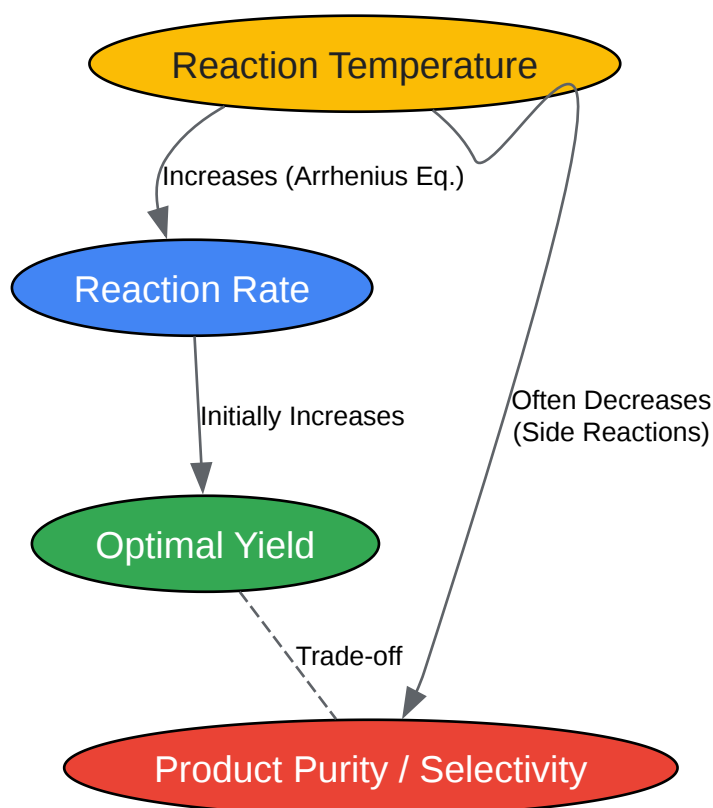 Reaction Temperature
Increases (Arrhenius Eq.)
Reaction Rate
Initially Increases
Often Decreases
(Side Reactions)
Optimal Yield
Trade-off
Product Purity / Selectivity